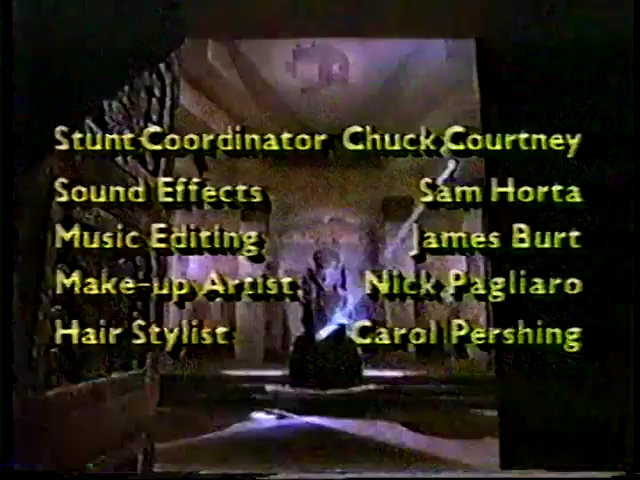 Stunt Coordinator Chuck Courtney
Sound Effects Sam Horta
Music Editing James Burt
Make-up Artist Nick Pagliaro
Hair Stylist Carol Pershing